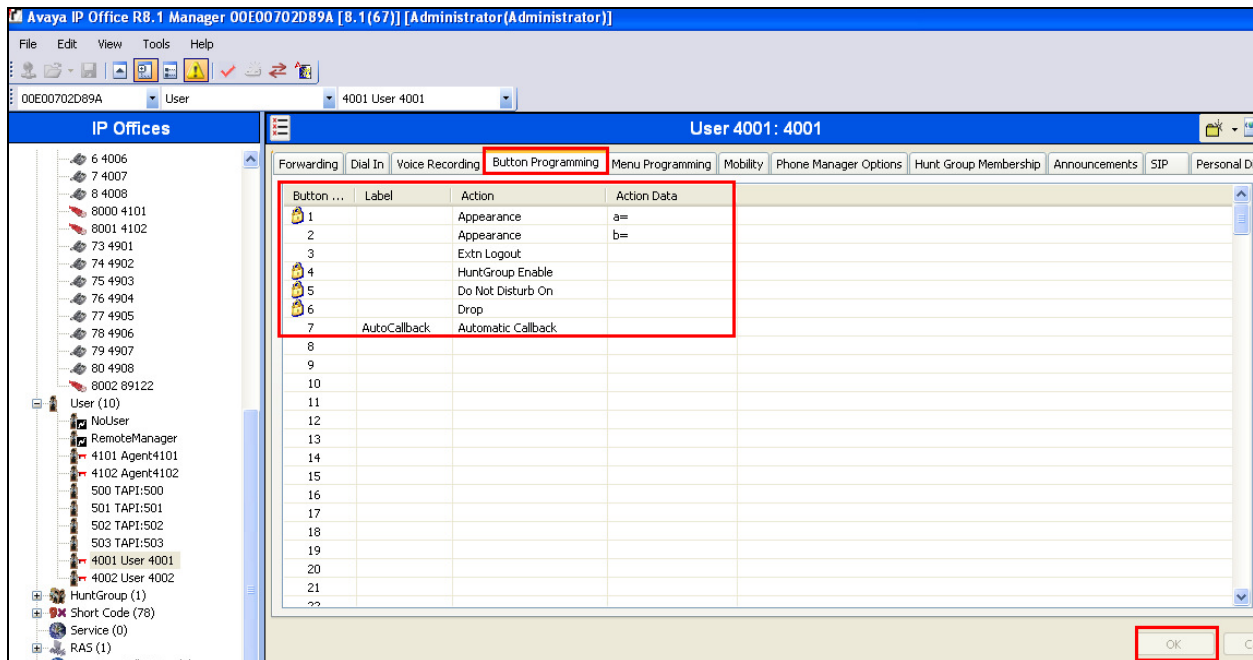 Avaya IP Office R8.1 Manager 00E00702D89A [8.1(67)] [Administrator(Administrator)]
File Edit View Tools Help
00E00702D89A User 4001 User 4001
IP Offices
User 4001: 4001
6 4006
7 4007
8 4008
8000 4101
8001 4102
73 4901
74 4902
75 4903
76 4904
77 4905
78 4906
79 4907
80 4908
8002 89122
User (10)
NoUser
RemoteManager
4101 Agent4101
4102 Agent4102
500 TAPI:500
501 TAPI:501
502 TAPI:502
503 TAPI:503
4001 User 4001
4002 User 4002
HuntGroup (1)
Short Code (78)
Service (0)
RAS (1)
Forwarding Dial In Voice Recording Button Programming Menu Programming Mobility Phone Manager Options Hunt Group Membership Announcements SIP Personal D
Button ... Label Action Action Data
1 Appearance a=
2 Appearance b=
3 Extn Logout
4 HuntGroup Enable
5 Do Not Disturb On
6 Drop
7 AutoCallback Automatic Callback
8
9
10
11
12
13
14
15
16
17
18
19
20
21
22
OK C